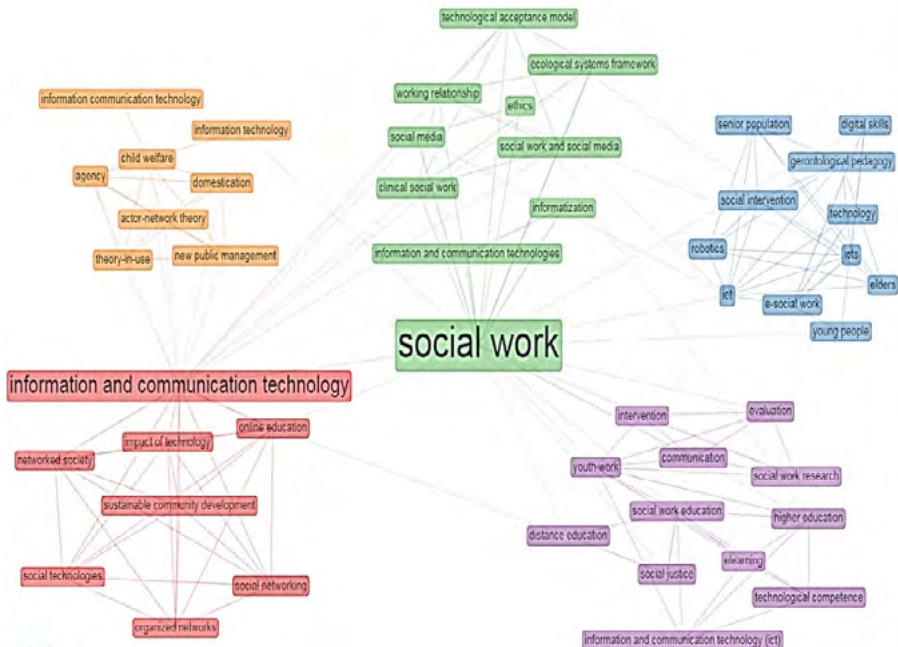 technological acceptance model
ecological systems framework
working relationship
ethics
social media
social work and social media
clinical social work
informatization
information and communication technologies
social work
information communication technology
information technology
child welfare
agency
domestication
actor-network theory
theory-in-use
new public management
senior population
digital skills
gerontological pedagogy
social intervention
technology
robotics
icts
elders
ict
e-social work
young people
information and communication technology
online education
impact of technology
networked society
sustainable community development
social technologies
social networking
organized networks
evaluation
intervention
communication
youth work
social work research
social work education
higher education
distance education
elearning
social justice
technological competence
information and communication technology (ict)